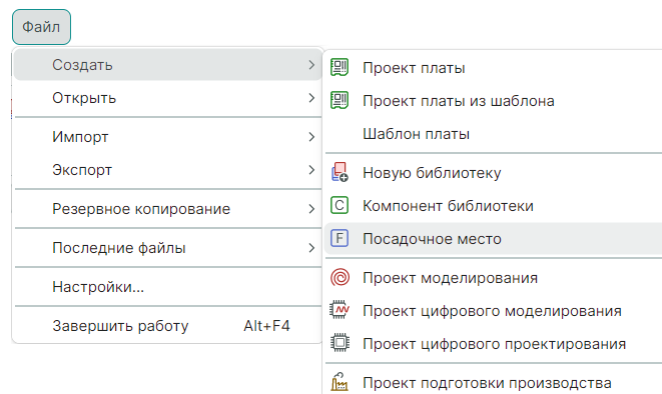 Файл
Создать
Открыть
Импорт
Экспорт
Резервное копирование
Последние файлы
Настройки...
Завершить работу Alt+F4
Проект платы
Проект платы из шаблона
Шаблон платы
Новую библиотеку
C Компонент библиотеки
F Посадочное место
Проект моделирования
Проект цифрового моделирования
Проект цифрового проектирования
Проект подготовки производства